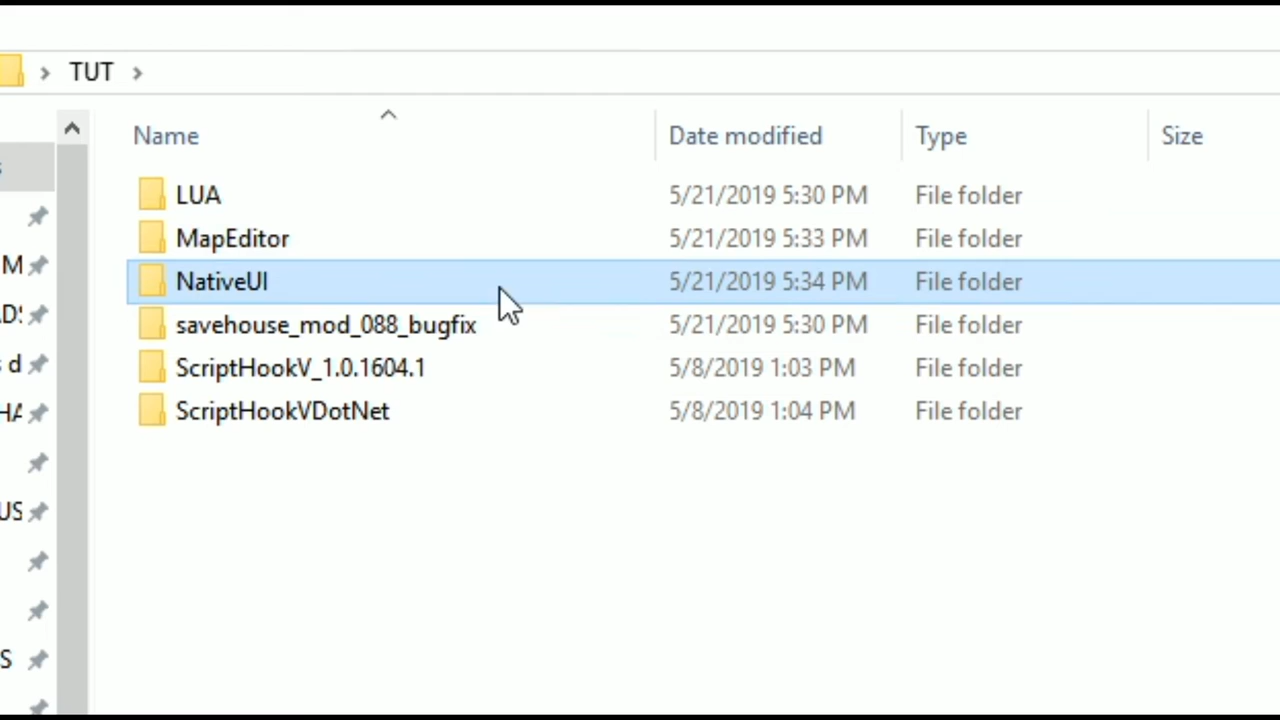 TUT
Name Date modified Type Size
LUA 5/21/2019 5:30 PM File folder
MapEditor 5/21/2019 5:33 PM File folder
NativeUI 5/21/2019 5:34 PM File folder
savehouse_mod_088_bugfix 5/21/2019 5:30 PM File folder
ScriptHookV_1.0.1604.1 5/8/2019 1:03 PM File folder
ScriptHookVDotNet 5/8/2019 1:04 PM File folder
M
s d
US
S